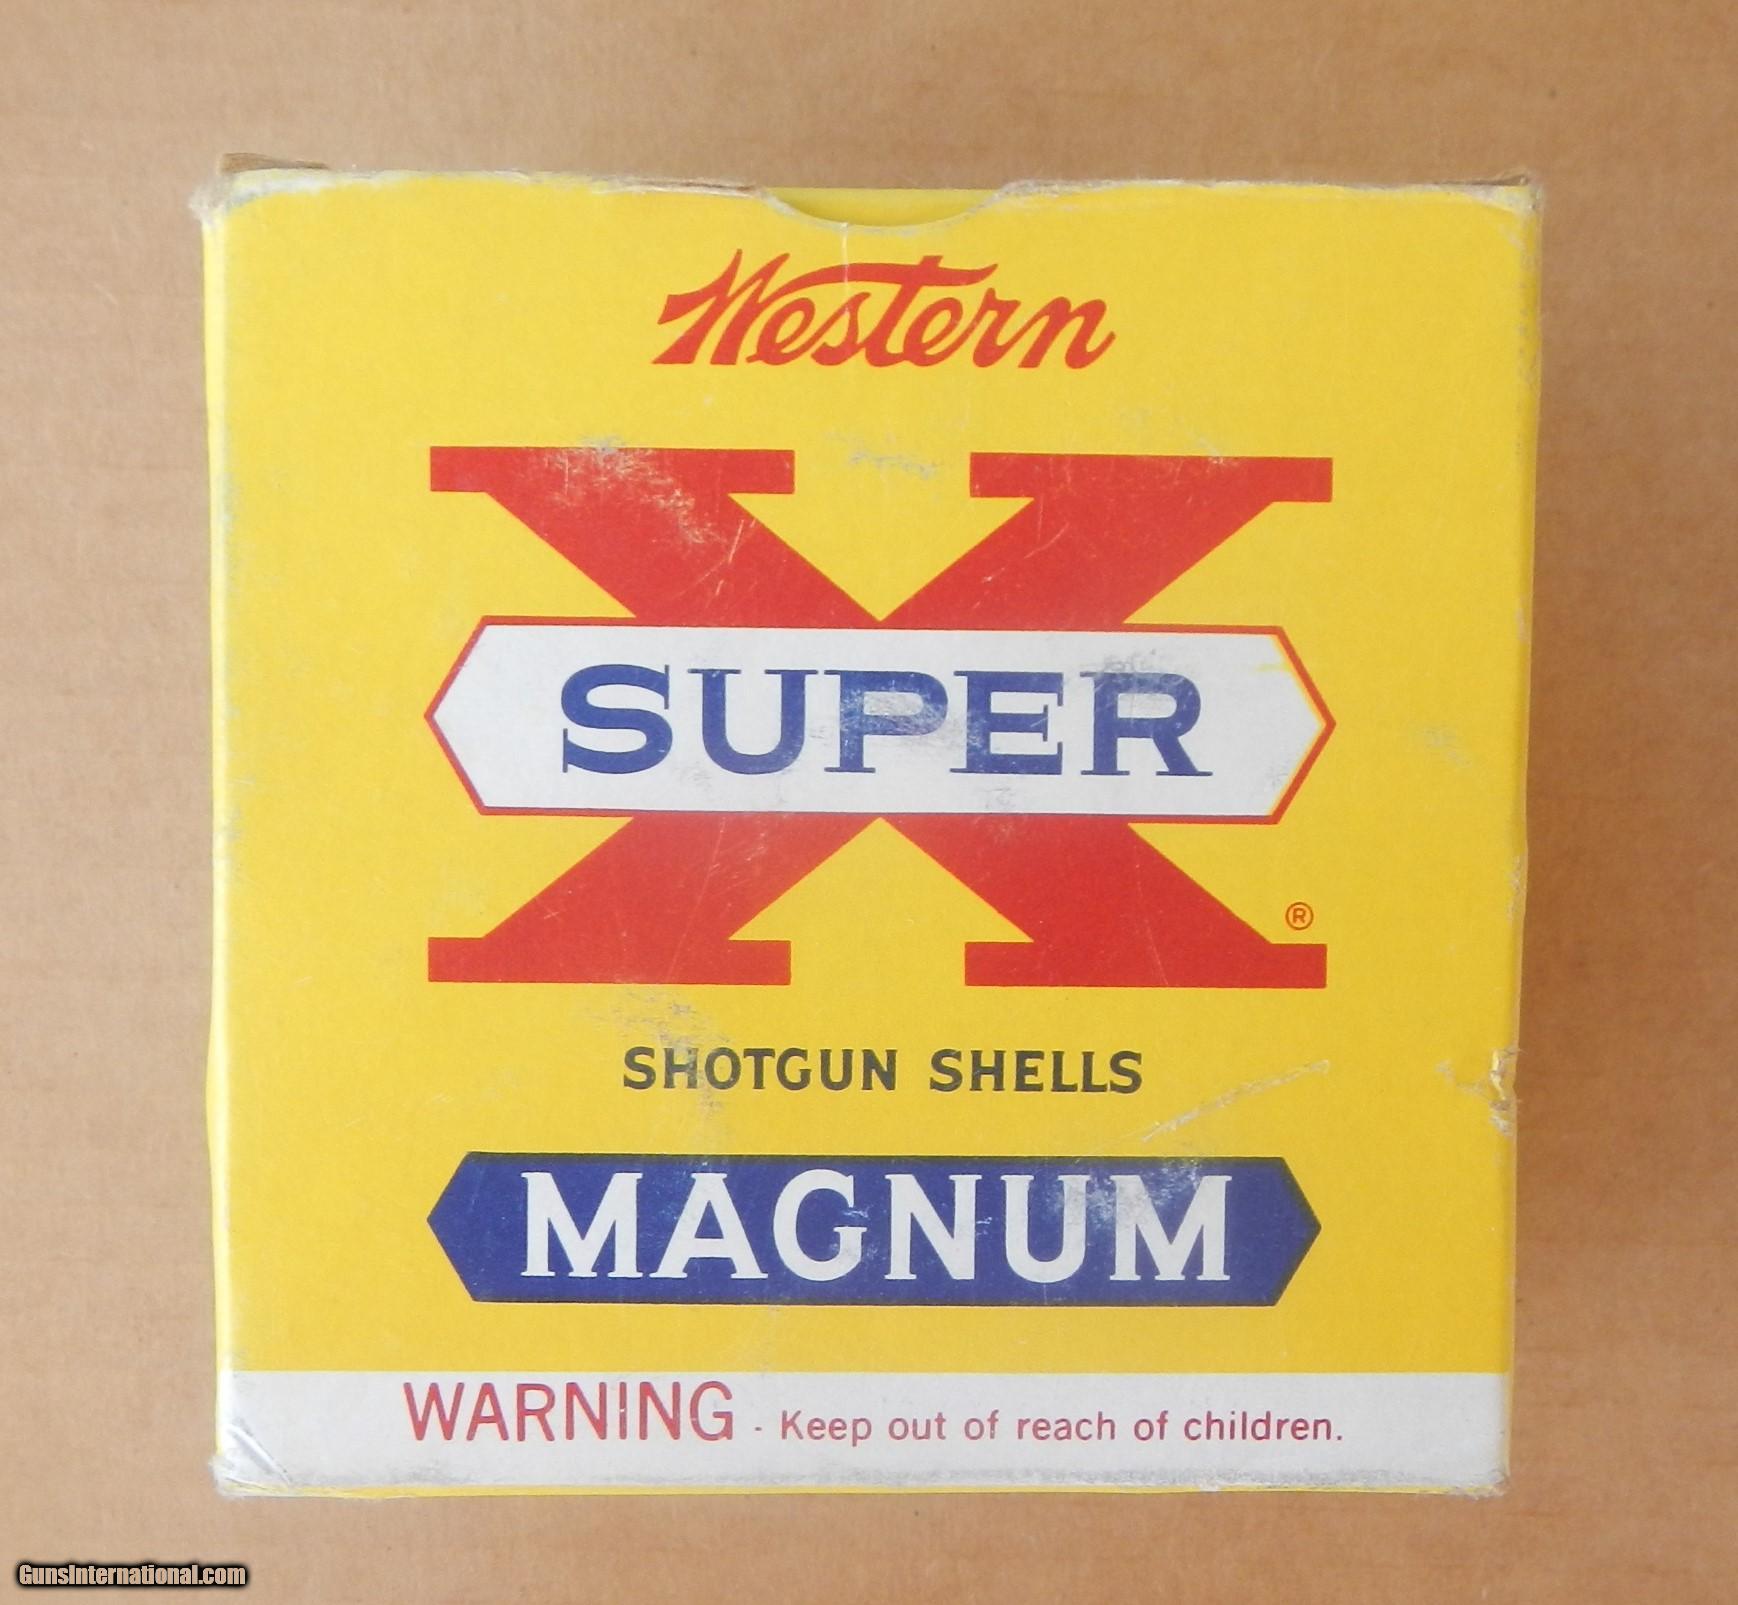 Western
X
SUPER
®
SHOTGUN SHELLS
MAGNUM
WARNING - Keep out of reach of children.
GunsInternational.com